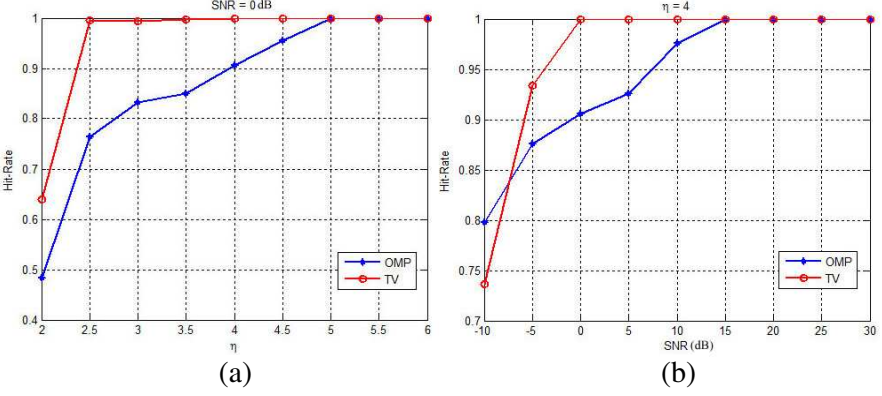 SNR = 0 dB
1
0.9
0.8
0.7
0.6
0.5
0.4
Hit-Rate
2 2.5 3 3.5 4 4.5 5 5.5 6
η
OMP
TV
(a)
η = 4
1
0.95
0.9
0.85
0.8
0.75
0.7
Hit-Rate
-10 -5 0 5 10 15 20 25 30
SNR (dB)
OMP
TV
(b)